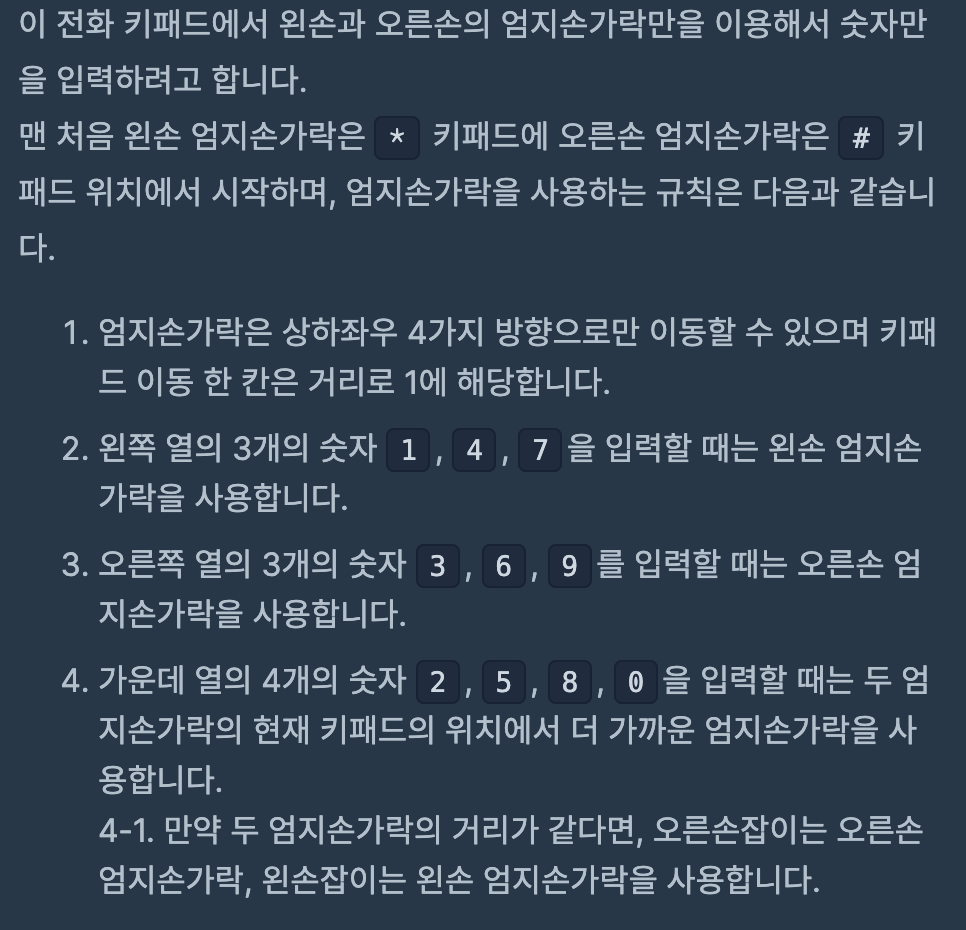 이 전화 키패드에서 왼손과 오른손의 엄지손가락만을 이용해서 숫자만
을 입력하려고 합니다.
맨 처음 왼손 엄지손가락은 * 키패드에 오른손 엄지손가락은 # 키
패드 위치에서 시작하며, 엄지손가락을 사용하는 규칙은 다음과 같습니
다.
1. 엄지손가락은 상하좌우 4가지 방향으로만 이동할 수 있으며 키패
드 이동 한 칸은 거리로 1에 해당합니다.
2. 왼쪽 열의 3개의 숫자 1, 4, 7을 입력할 때는 왼손 엄지손
가락을 사용합니다.
3. 오른쪽 열의 3개의 숫자 3, 6, 9를 입력할 때는 오른손 엄
지손가락을 사용합니다.
4. 가운데 열의 4개의 숫자 2, 5, 8, 0을 입력할 때는 두 엄
지손가락의 현재 키패드의 위치에서 더 가까운 엄지손가락을 사
용합니다.
4-1. 만약 두 엄지손가락의 거리가 같다면, 오른손잡이는 오른손
엄지손가락, 왼손잡이는 왼손 엄지손가락을 사용합니다.